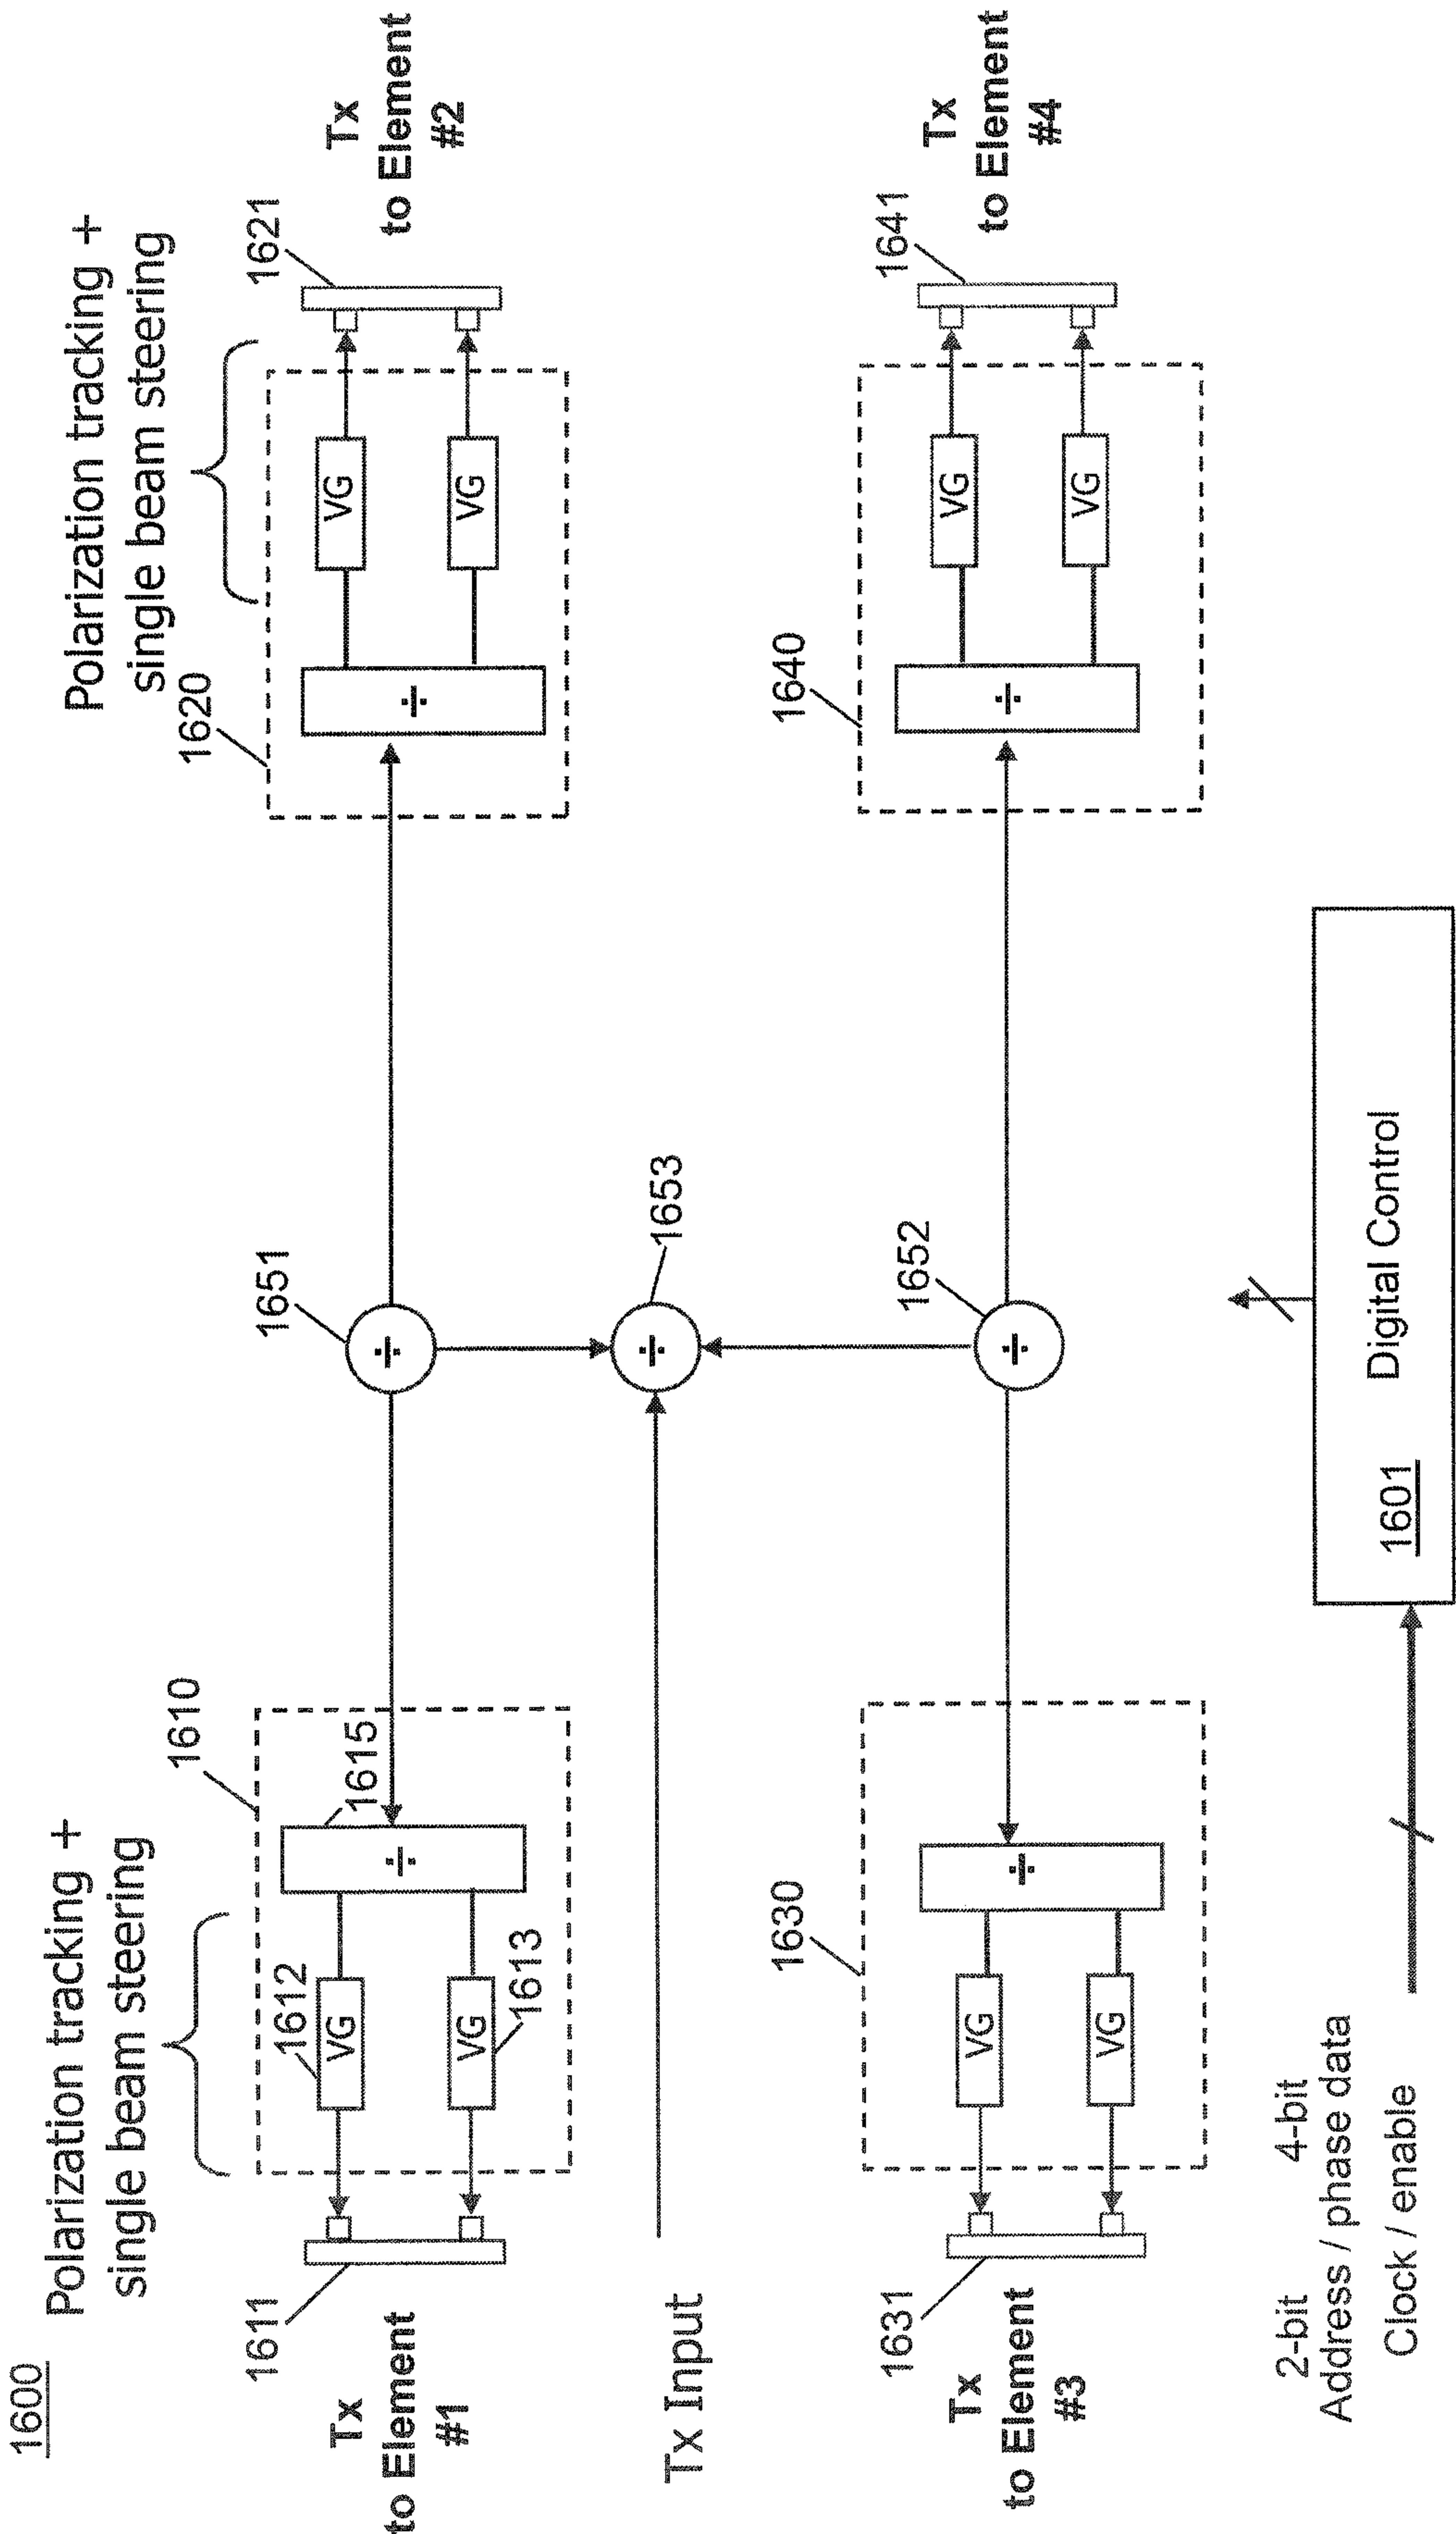 1600
Polarization tracking +
single beam steering
Polarization tracking +
single beam steering
1610
1620
1621
1611
1612
1613
1615
VG
VG
÷
÷
VG
VG
Tx
to Element
#1
Tx
to Element
#2
1651
÷
1653
÷
Tx Input
1652
÷
1630
1631
VG
VG
÷
1640
1641
÷
VG
VG
Tx
to Element
#3
Tx
to Element
#4
2-bit 4-bit
Address / phase data
Clock / enable
1601 Digital Control